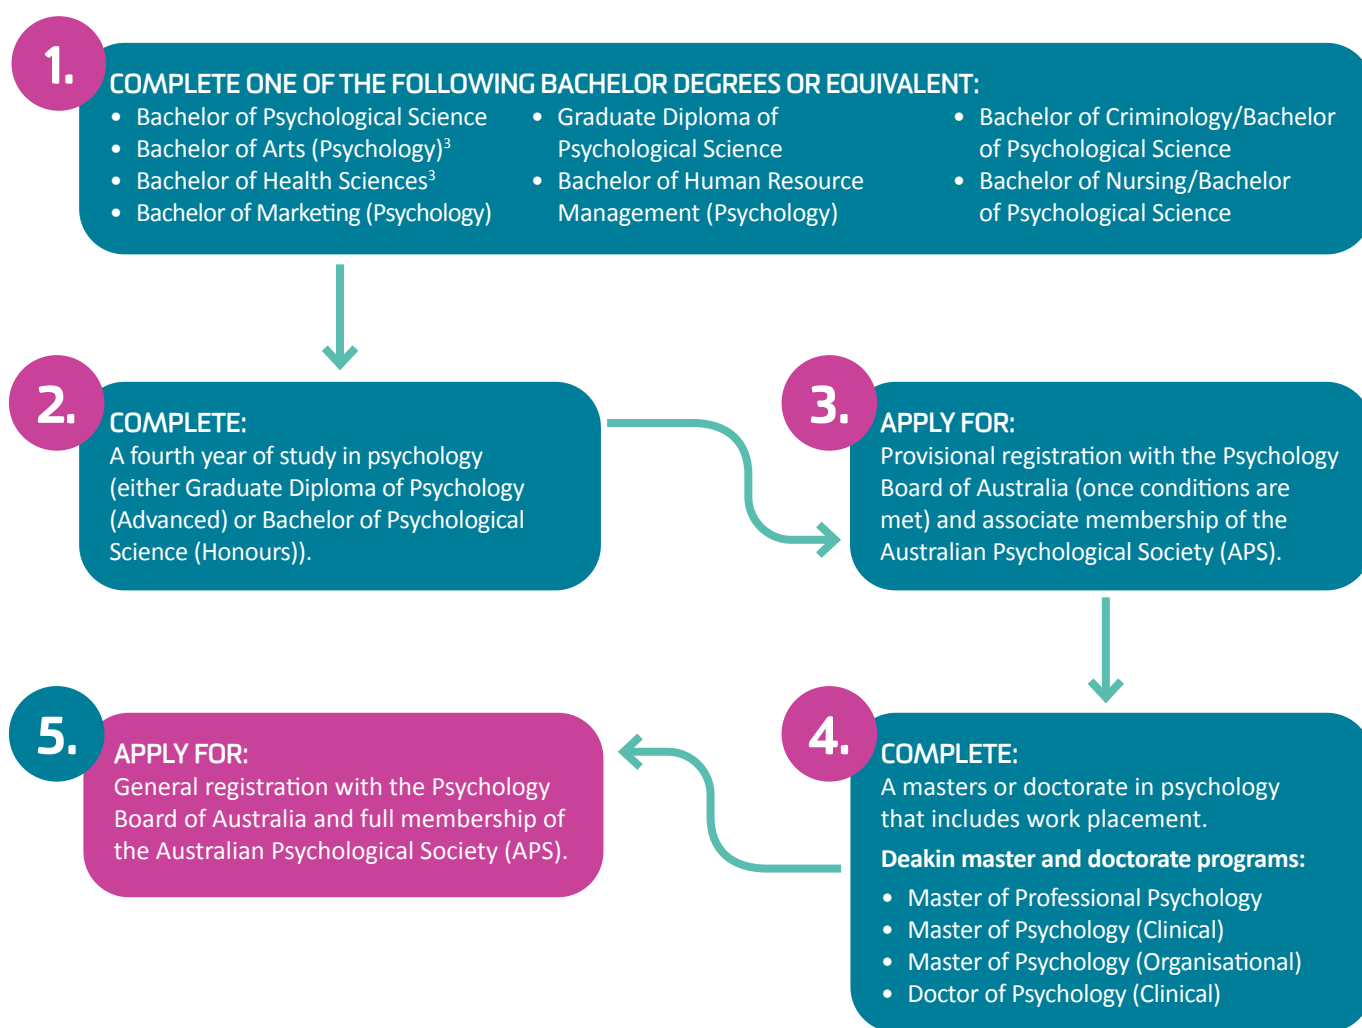 1.
COMPLETE ONE OF THE FOLLOWING BACHELOR DEGREES OR EQUIVALENT:
• Bachelor of Psychological Science
• Bachelor of Arts (Psychology)³
• Bachelor of Health Sciences³
• Bachelor of Marketing (Psychology)
• Graduate Diploma of
Psychological Science
• Bachelor of Human Resource
Management (Psychology)
• Bachelor of Criminology/Bachelor
of Psychological Science
• Bachelor of Nursing/Bachelor
of Psychological Science
2.
COMPLETE:
A fourth year of study in psychology
(either Graduate Diploma of Psychology
(Advanced) or Bachelor of Psychological
Science (Honours)).
3.
APPLY FOR:
Provisional registration with the Psychology
Board of Australia (once conditions are
met) and associate membership of the
Australian Psychological Society (APS).
4.
COMPLETE:
A masters or doctorate in psychology
that includes work placement.
Deakin master and doctorate programs:
• Master of Professional Psychology
• Master of Psychology (Clinical)
• Master of Psychology (Organisational)
• Doctor of Psychology (Clinical)
5.
APPLY FOR:
General registration with the Psychology
Board of Australia and full membership of
the Australian Psychological Society (APS).